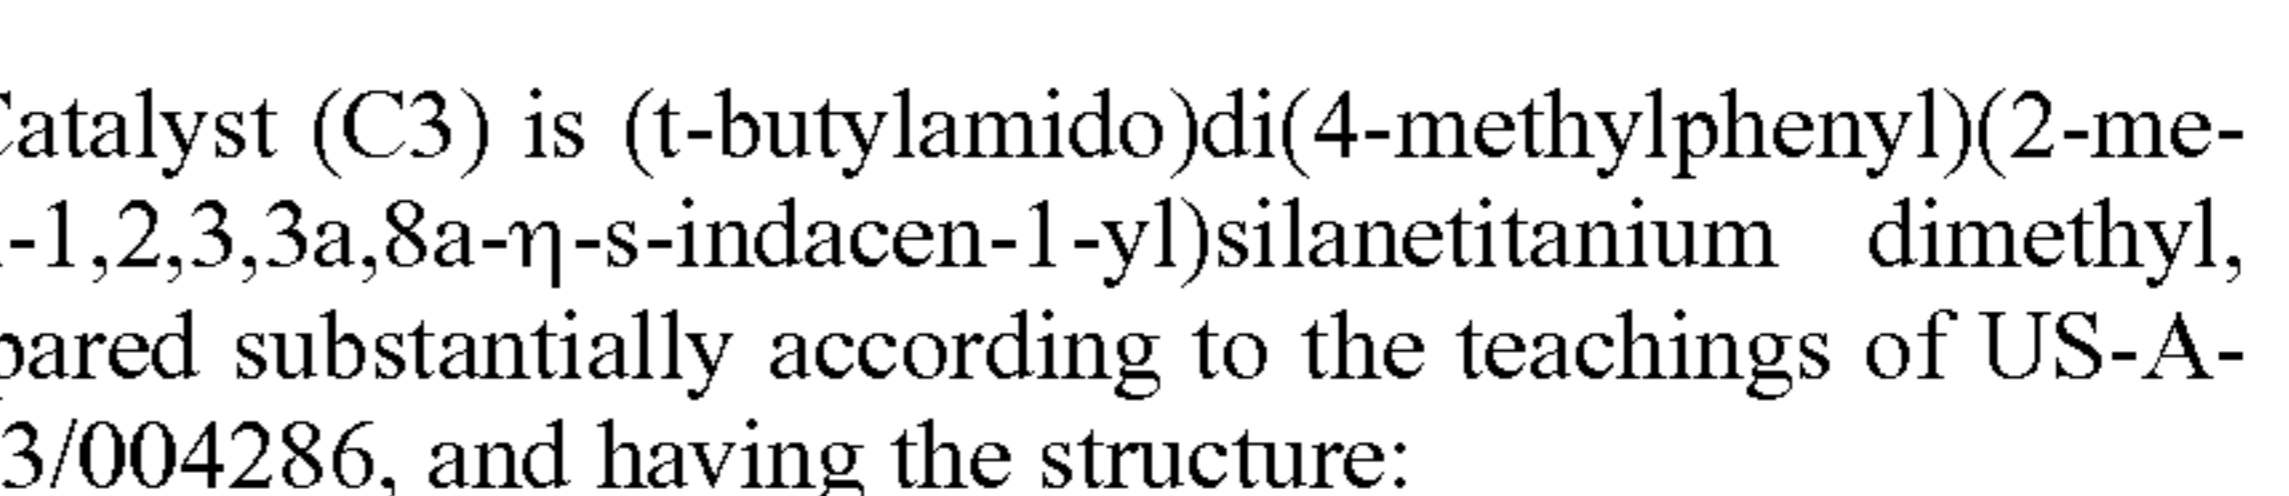 Catalyst (C3) is (t-butylamido)di(4-methylphenyl)(2-me-
-1,2,3,3a,8a-η-s-indacen-1-yl)silanetitanium dimethyl,
substantially according to the teachings of US-A-
3/004286, and having the structure: